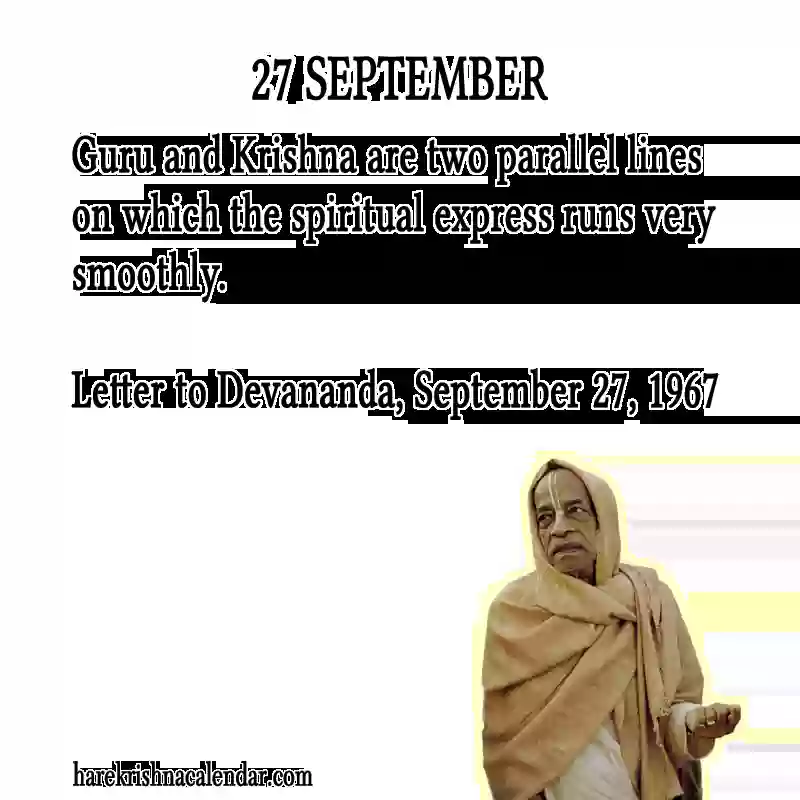 27 SEPTEMBER
Guru and Krishna are two parallel lines
on which the spiritual express runs very
smoothly.
Letter to Devananda, September 27, 1967
harekrishnacalendar.com